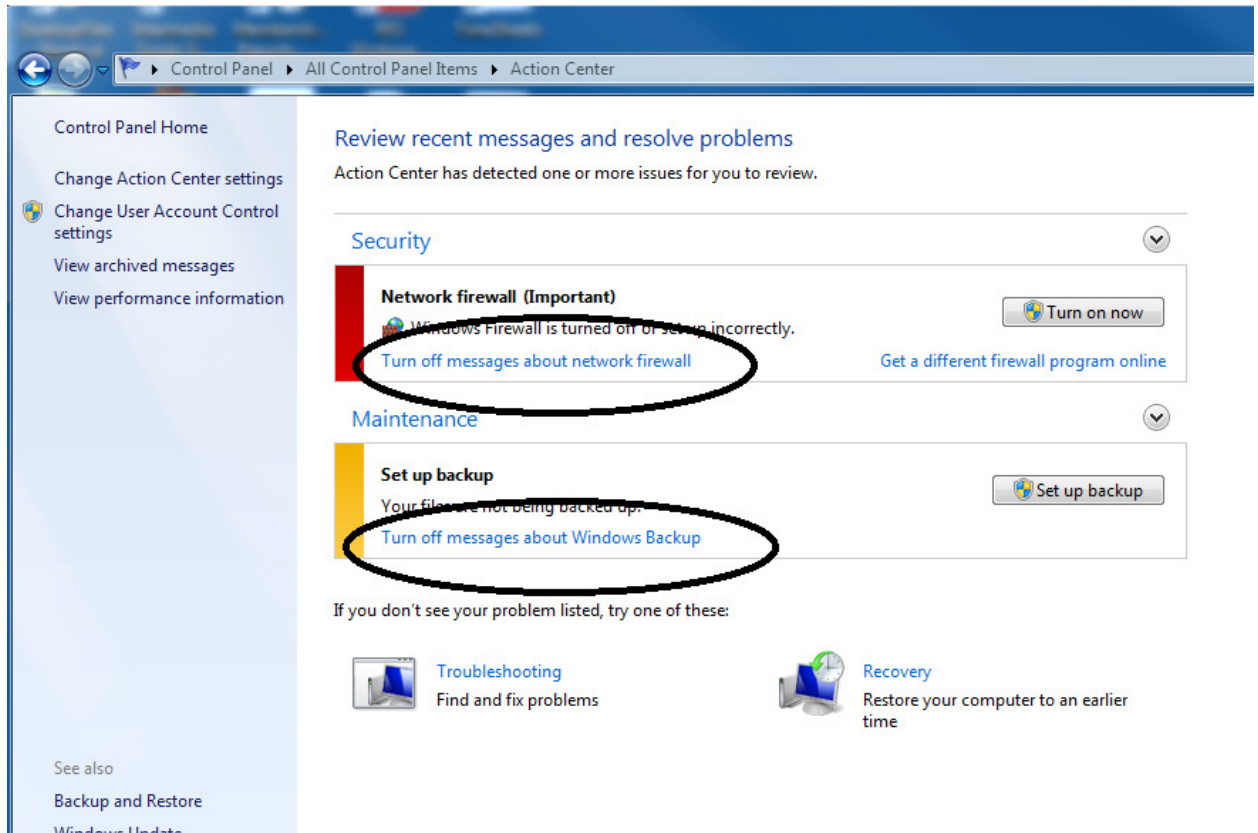 Control Panel ▸ All Control Panel Items ▸ Action Center
Control Panel Home
Change Action Center settings
Change User Account Control
settings
View archived messages
View performance information
See also
Backup and Restore
Windows Update
Review recent messages and resolve problems
Action Center has detected one or more issues for you to review.
Security
Network firewall (Important)
Turn on now
Windows Firewall is turned off or set up incorrectly.
Turn off messages about network firewall
Get a different firewall program online
Maintenance
Set up backup
Set up backup
Your files are not being backed up.
Turn off messages about Windows Backup
If you don't see your problem listed, try one of these:
Troubleshooting
Find and fix problems
Recovery
Restore your computer to an earlier
time